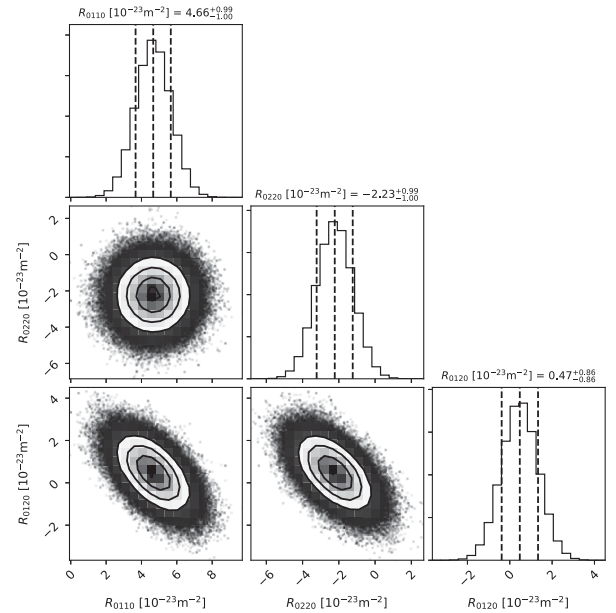 R₀₁₁₀ [10⁻²³m⁻²] = 4.66⁺⁰·⁹⁹₋₁.₀₀
R₀₂₂₀ [10⁻²³m⁻²] = −2.23⁺⁰·⁹⁹₋₁.₀₀
R₀₂₂₀ [10⁻²³m⁻²]
2
0
−2
−4
−6
R₀₁₂₀ [10⁻²³m⁻²] = 0.47⁺⁰·⁸⁶₋₀.₈₆
R₀₁₂₀ [10⁻²³m⁻²]
4
2
0
−2
0 2 4 6 8
−6 −4 −2 0 2
−2 0 2 4
R₀₁₁₀ [10⁻²³m⁻²]
R₀₂₂₀ [10⁻²³m⁻²]
R₀₁₂₀ [10⁻²³m⁻²]